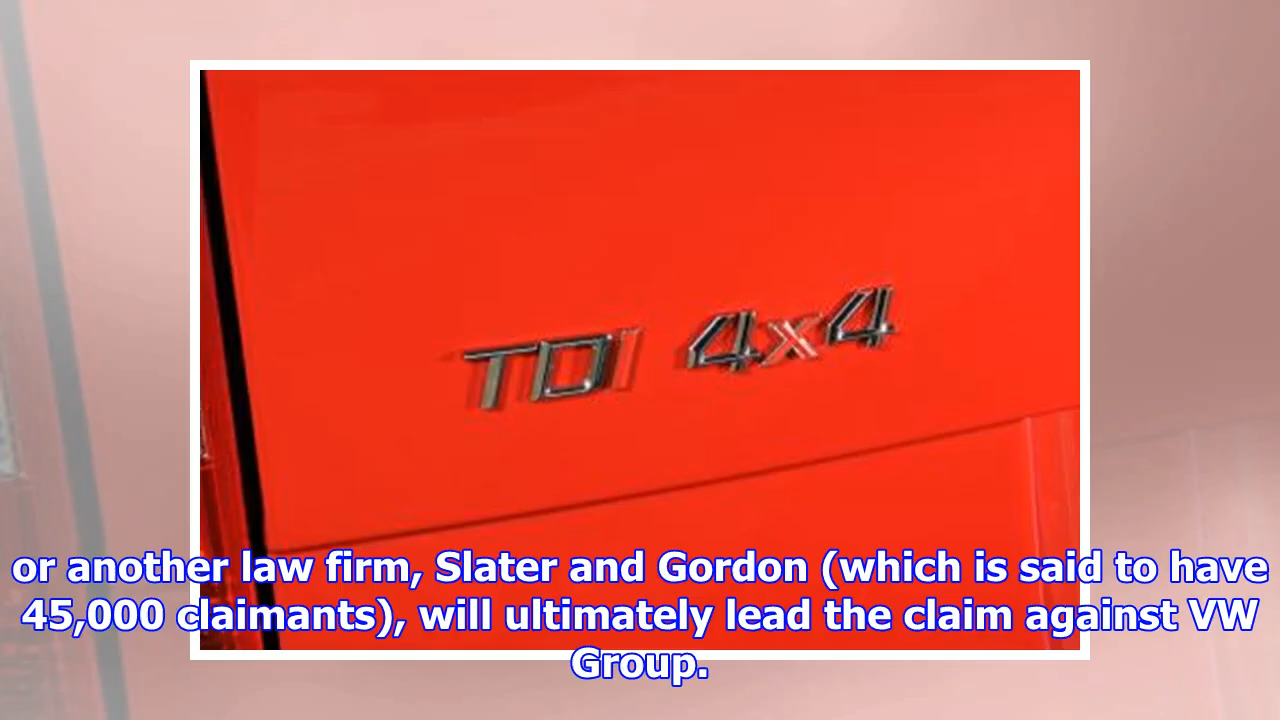 TDI 4x4
or another law firm, Slater and Gordon (which is said to have
45,000 claimants), will ultimately lead the claim against VW
Group.